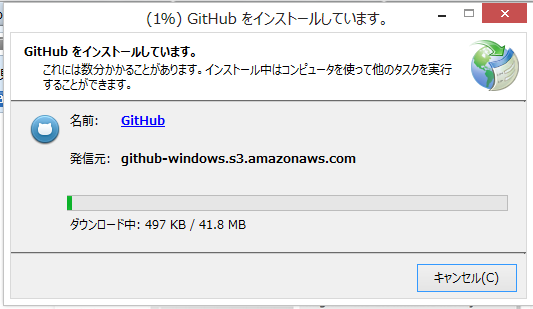 (1%) GitHub をインストールしています。
GitHub をインストールしています。
これには数分かかることがあります。インストール中はコンピュータを使って他のタスクを実行
することができます。
名前: GitHub
発信元: github-windows.s3.amazonaws.com
ダウンロード中: 497 KB / 41.8 MB
キャンセル(C)